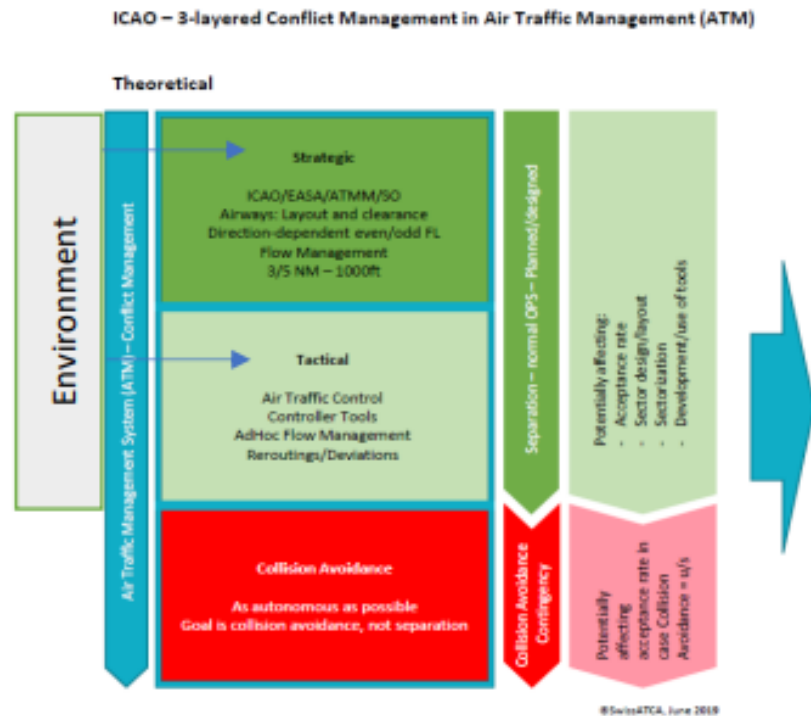 ICAO – 3-layered Conflict Management in Air Traffic Management (ATM)
Theoretical
Environment
Air Traffic Management System (ATM) – Conflict Management
Strategic
ICAO/EASA/ATMM/SO
Airways: Layout and clearance
Direction-dependent even/odd FL
Flow Management
3/5 NM – 1000ft
Tactical
Air Traffic Control
Controller Tools
AdHoc Flow Management
Reroutings/Deviations
Collision Avoidance
As autonomous as possible
Goal is collision avoidance, not separation
Separation – normal OPS – Planned/designed
Collision Avoidance
Contingency
Potentially affecting:
- Acceptance rate
- Sector design/layout
- Sectorization
- Development/use of tools
Potentially
affecting
acceptance rate in
case Collision
Avoidance = u/s
©SwissATCA, June 2019